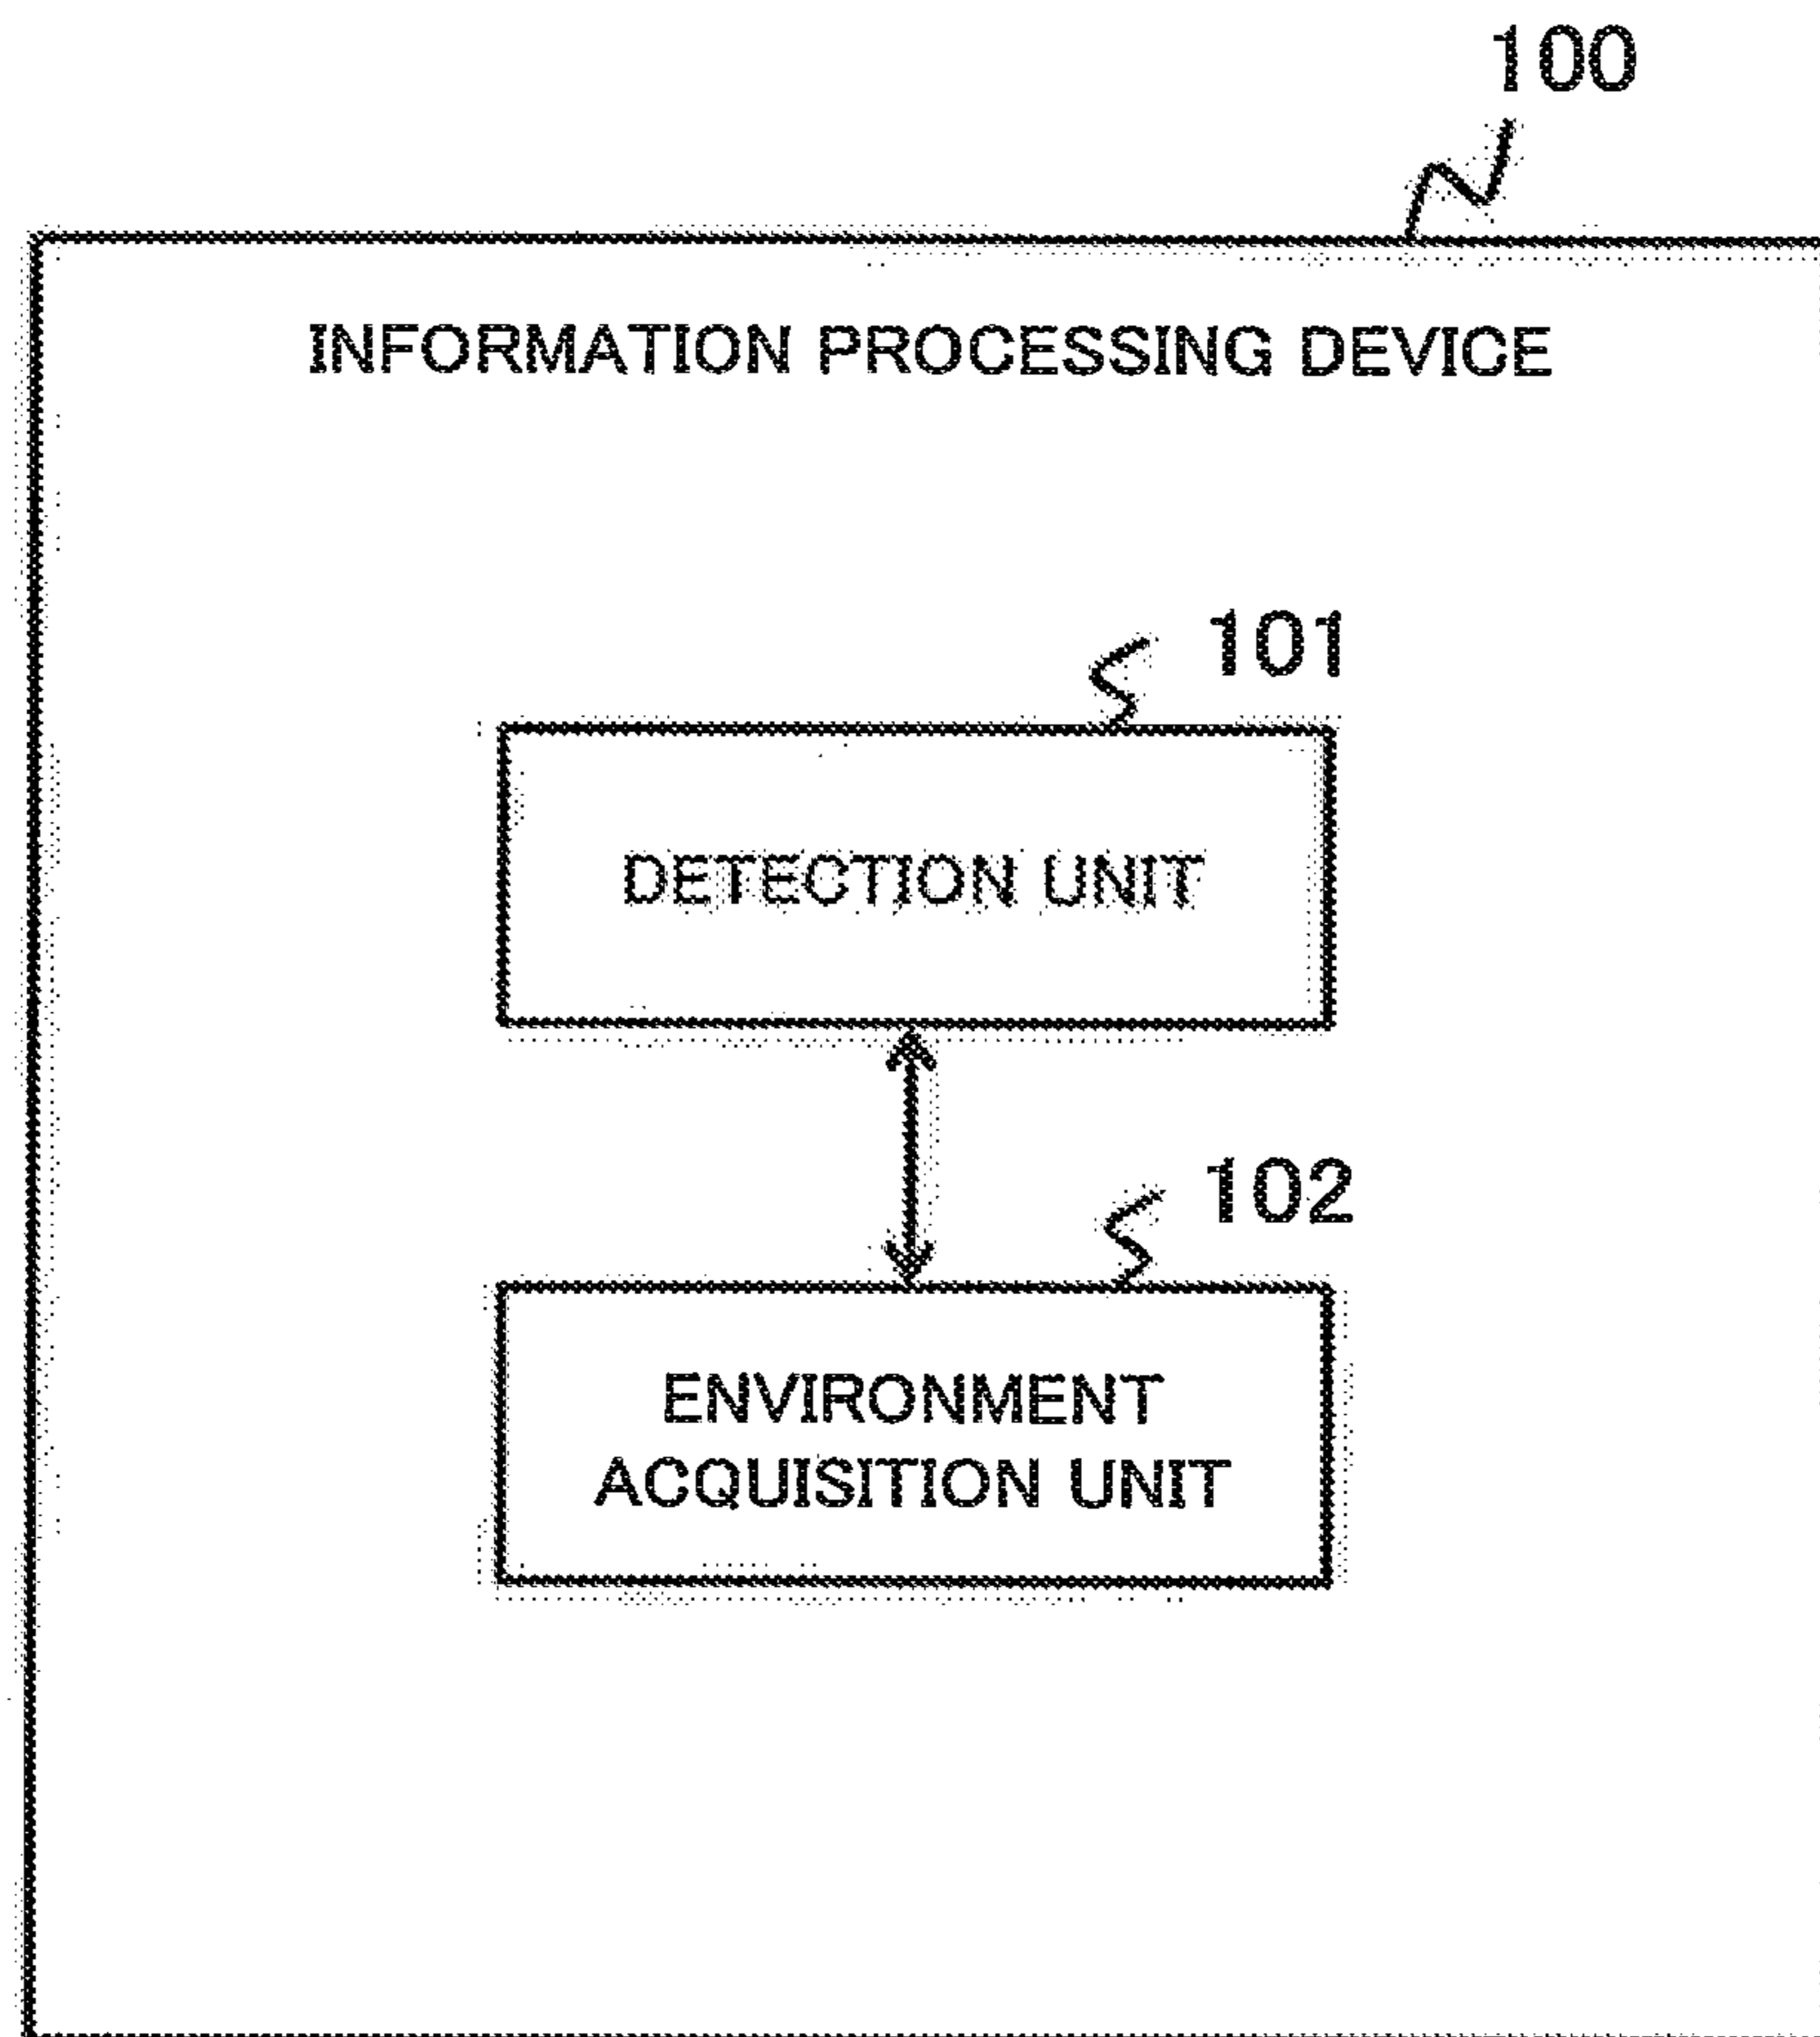 100
INFORMATION PROCESSING DEVICE
101
DETECTION UNIT
102
ENVIRONMENT
ACQUISITION UNIT